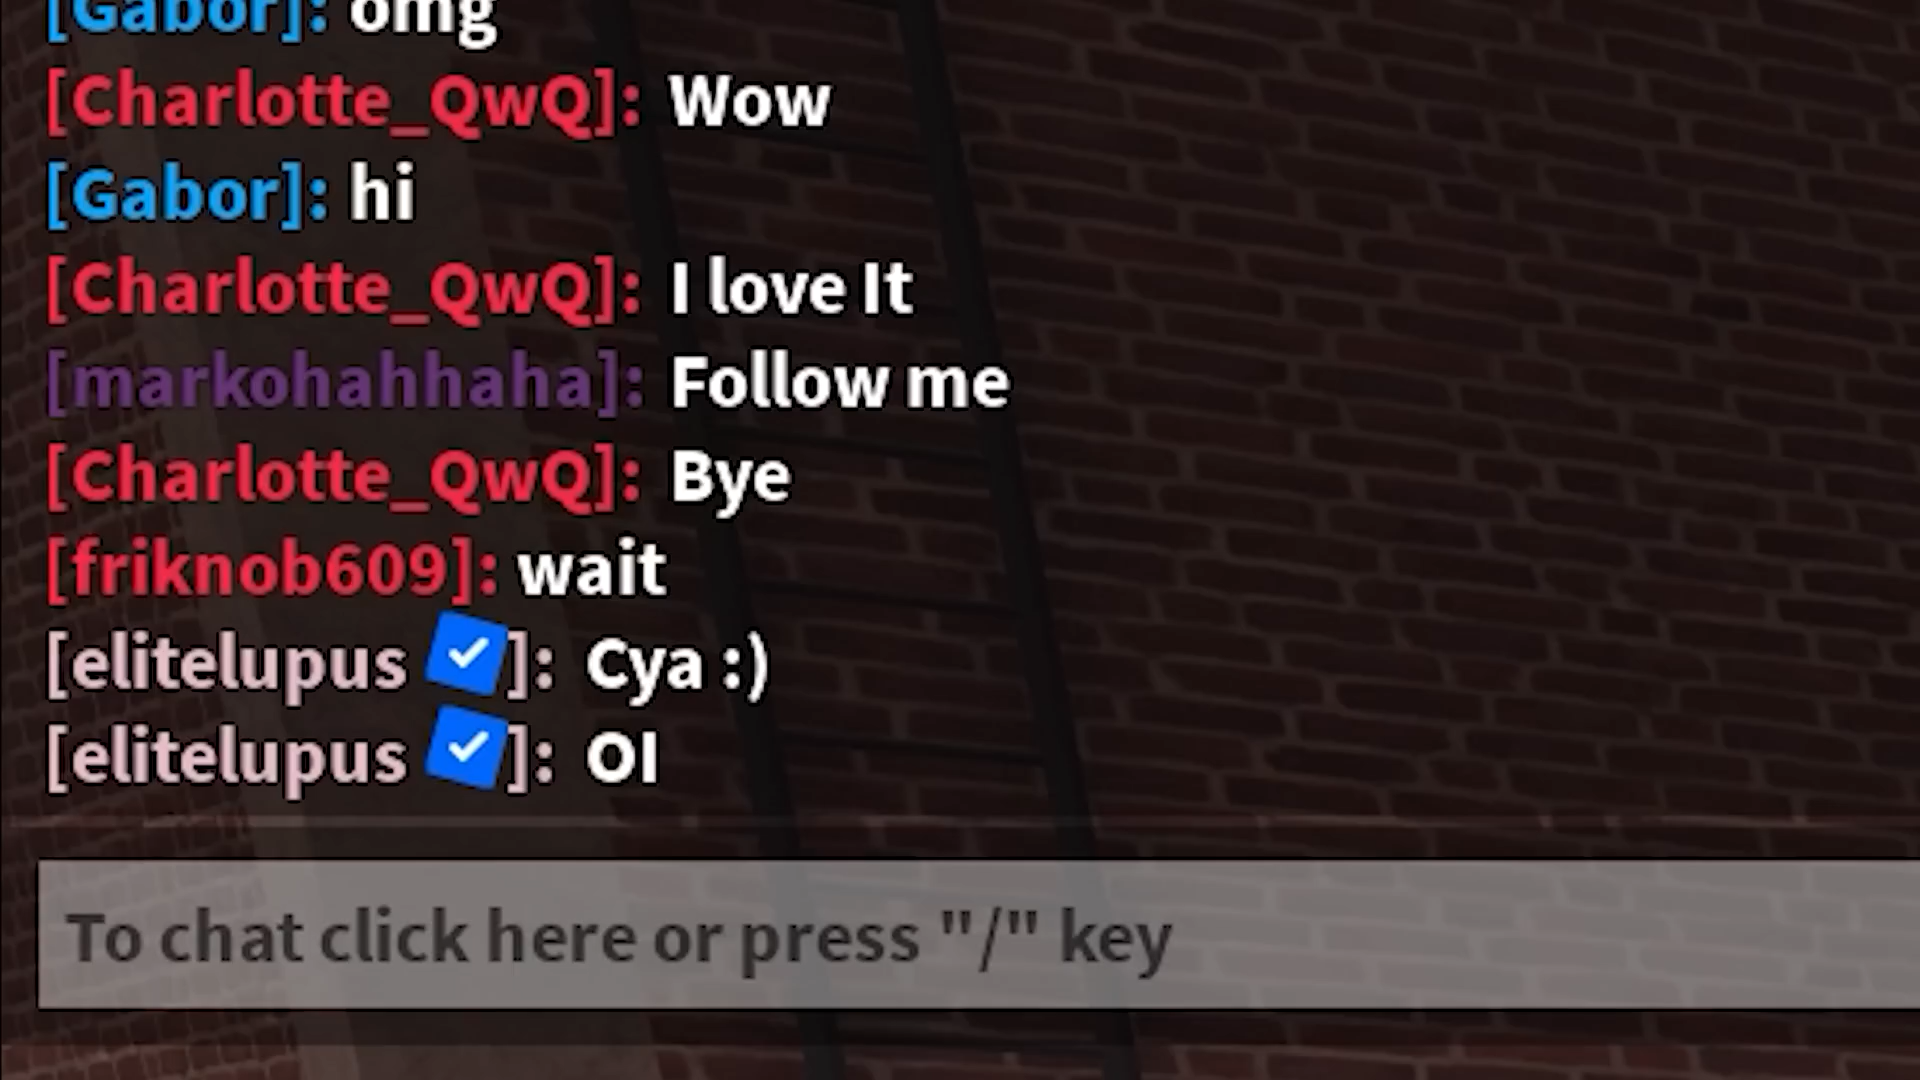 [Gabor]: omg
[Charlotte_QwQ]: Wow
[Gabor]: hi
[Charlotte_QwQ]: I love It
[markohahhaha]: Follow me
[Charlotte_QwQ]: Bye
[friknob609]: wait
[elitelupus ☑]: Cya :)
[elitelupus ☑]: OI
To chat click here or press "/" key